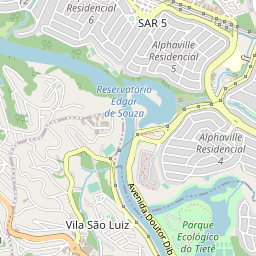 Alphaville
Residencial
6
SAR 5
Alphaville
Residencial
5
Reservatório
Edgar
de Souza
Alphaville
Residencial
4
Avenida Doutor Dib
Vila São Luiz
Parque
Ecológico
do Tietê